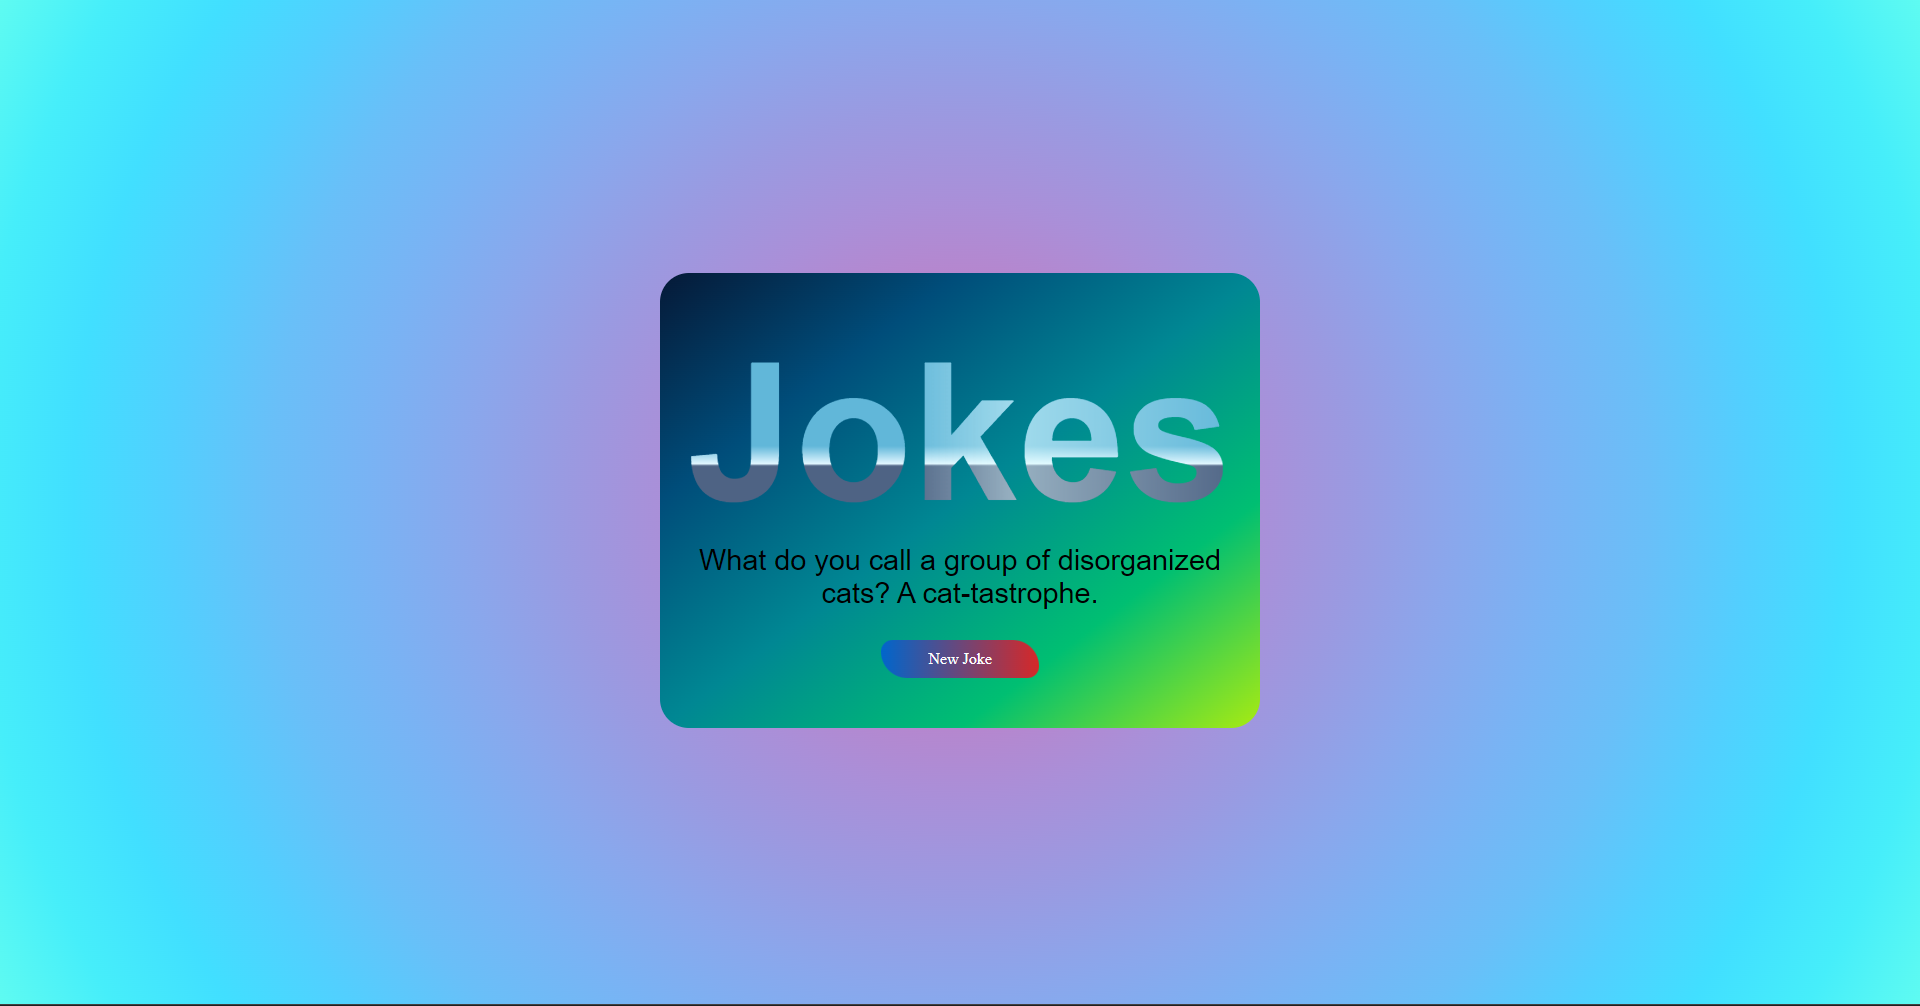 Jokes
What do you call a group of disorganized
cats? A cat-tastrophe.
New Joke